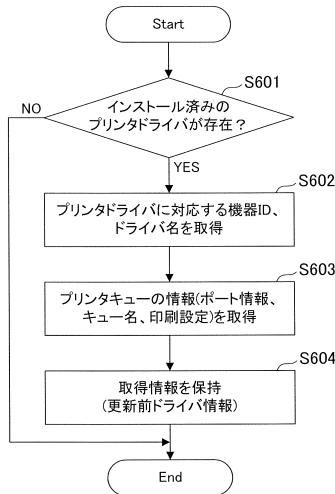 Start
S601
インストール済みの
プリンタドライバが存在？
NO
YES
S602
プリンタドライバに対応する機器ID、
ドライバ名を取得
S603
プリンタキューの情報(ポート情報、
キュー名、印刷設定)を取得
S604
取得情報を保持
(更新前ドライバ情報)
End